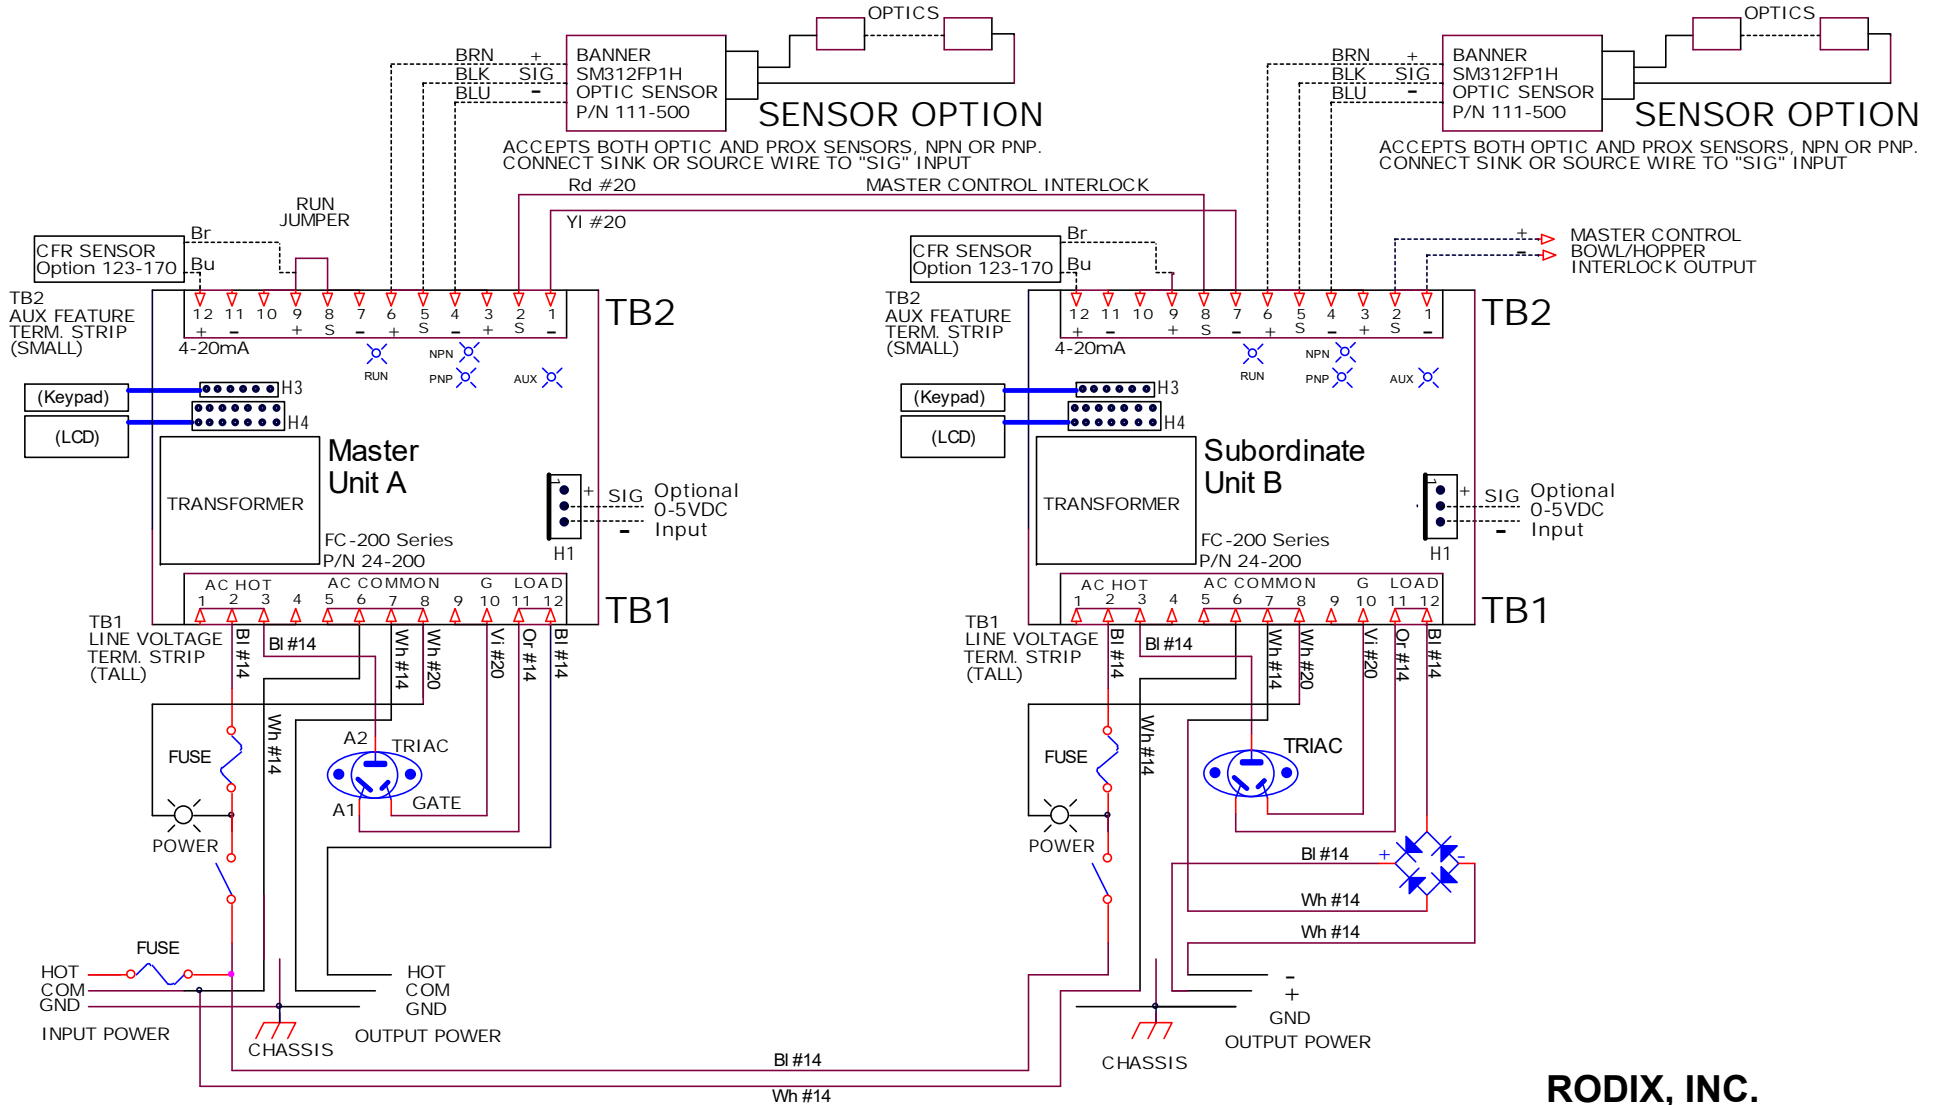 OPTICS
BRN +
BLK SIG
BLU -
BANNER
SM312FP1H
OPTIC SENSOR
P/N 111-500
SENSOR OPTION
ACCEPTS BOTH OPTIC AND PROX SENSORS, NPN OR PNP.
CONNECT SINK OR SOURCE WIRE TO "SIG" INPUT
OPTICS
BRN +
BLK SIG
BLU -
BANNER
SM312FP1H
OPTIC SENSOR
P/N 111-500
SENSOR OPTION
ACCEPTS BOTH OPTIC AND PROX SENSORS, NPN OR PNP.
CONNECT SINK OR SOURCE WIRE TO "SIG" INPUT
Rd #20 MASTER CONTROL INTERLOCK
Yl #20
RUN
JUMPER
CFR SENSOR
Option 123-170
Br
Bu
TB2
AUX FEATURE
TERM. STRIP
(SMALL)
12 11 10 9 8 7 6 5 4 3 2 1
+ - + S - + S - + S -
4-20mA
TB2
RUN
NPN
PNP
AUX
(Keypad)
H3
(LCD)
H4
Master
Unit A
TRANSFORMER
1
+
SIG
-
Optional
0-5VDC
Input
H1
FC-200 Series
P/N 24-200
AC HOT AC COMMON G LOAD
1 2 3 4 5 6 7 8 9 10 11 12
TB1
TB1
LINE VOLTAGE
TERM. STRIP
(TALL)
Bl #14
Bl #14
Wh #14
Wh #20
Vi #20
Or #14
Bl #14
Wh #14
FUSE
A2
TRIAC
A1
GATE
POWER
FUSE
HOT
COM
GND
INPUT POWER
CHASSIS
HOT
COM
GND
OUTPUT POWER
CFR SENSOR
Option 123-170
Br
Bu
+ MASTER CONTROL
- BOWL/HOPPER
INTERLOCK OUTPUT
TB2
AUX FEATURE
TERM. STRIP
(SMALL)
12 11 10 9 8 7 6 5 4 3 2 1
+ - + S - + S - + S -
4-20mA
TB2
RUN
NPN
PNP
AUX
(Keypad)
H3
(LCD)
H4
Subordinate
Unit B
TRANSFORMER
1
+
SIG
-
Optional
0-5VDC
Input
H1
FC-200 Series
P/N 24-200
AC HOT AC COMMON G LOAD
1 2 3 4 5 6 7 8 9 10 11 12
TB1
TB1
LINE VOLTAGE
TERM. STRIP
(TALL)
Bl #14
Bl #14
Wh #14
Wh #20
Vi #20
Or #14
Bl #14
Wh #14
FUSE
TRIAC
POWER
Bl #14
+ -
Wh #14
Wh #14
-
+
GND
OUTPUT POWER
CHASSIS
Bl #14
Wh #14
RODIX, INC.